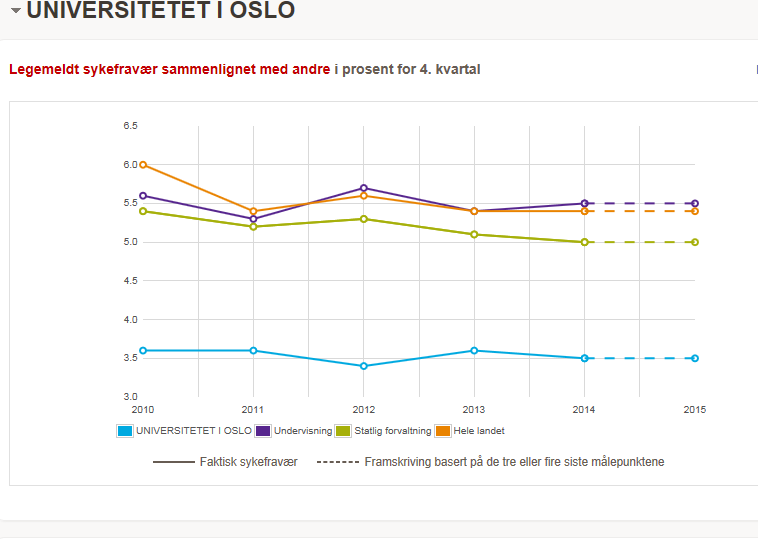 UNIVERSITETET I OSLO
Legemeldt sykefravær sammenlignet med andre i prosent for 4. kvartal
6.5
6.0
5.5
5.0
4.5
4.0
3.5
3.0
2010 2011 2012 2013 2014 2015
UNIVERSITETET I OSLO Undervisning Statlig forvaltning Hele landet
Faktisk sykefravær Framskriving basert på de tre eller fire siste målepunktene